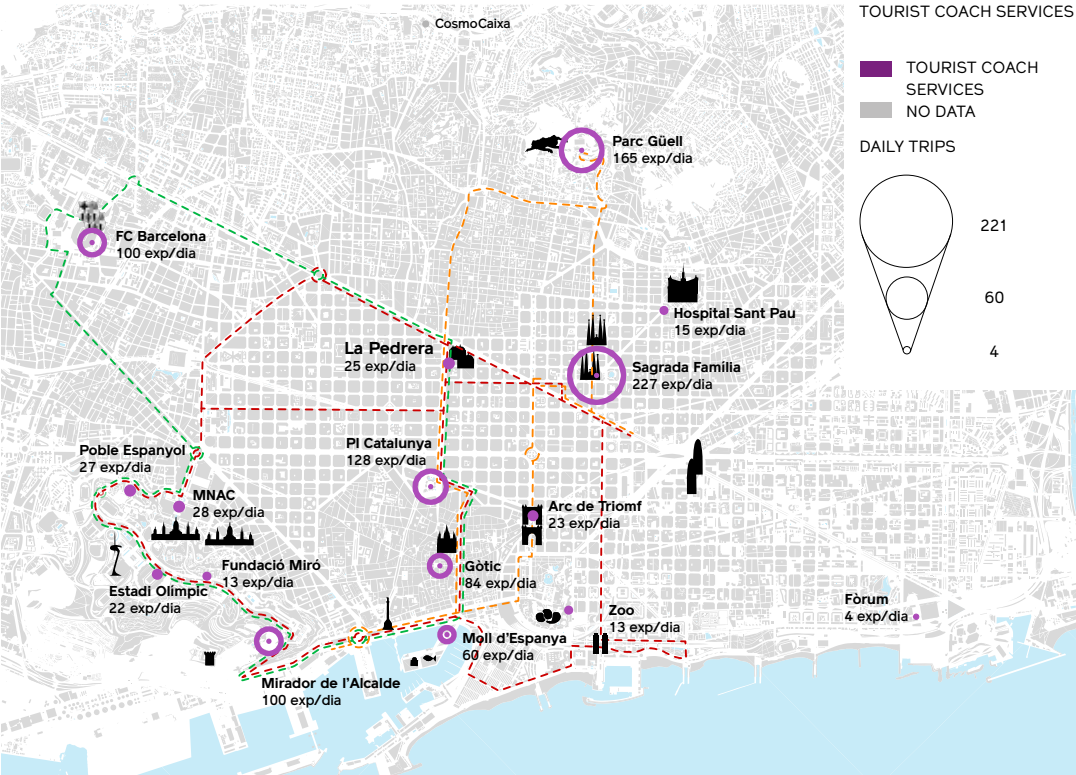 TOURIST COACH SERVICES
CosmoCaixa
TOURIST COACH
SERVICES
NO DATA
DAILY TRIPS
221
60
4
Parc Güell
165 exp/dia
FC Barcelona
100 exp/dia
Hospital Sant Pau
15 exp/dia
La Pedrera
25 exp/dia
Sagrada Família
227 exp/dia
Pl Catalunya
128 exp/dia
Poble Espanyol
27 exp/dia
MNAC
28 exp/dia
Arc de Triomf
23 exp/dia
Fundació Miró
13 exp/dia
Gòtic
84 exp/dia
Estadi Olímpic
22 exp/dia
Fòrum
4 exp/dia
Zoo
13 exp/dia
Moll d'Espanya
60 exp/dia
Mirador de l'Alcalde
100 exp/dia